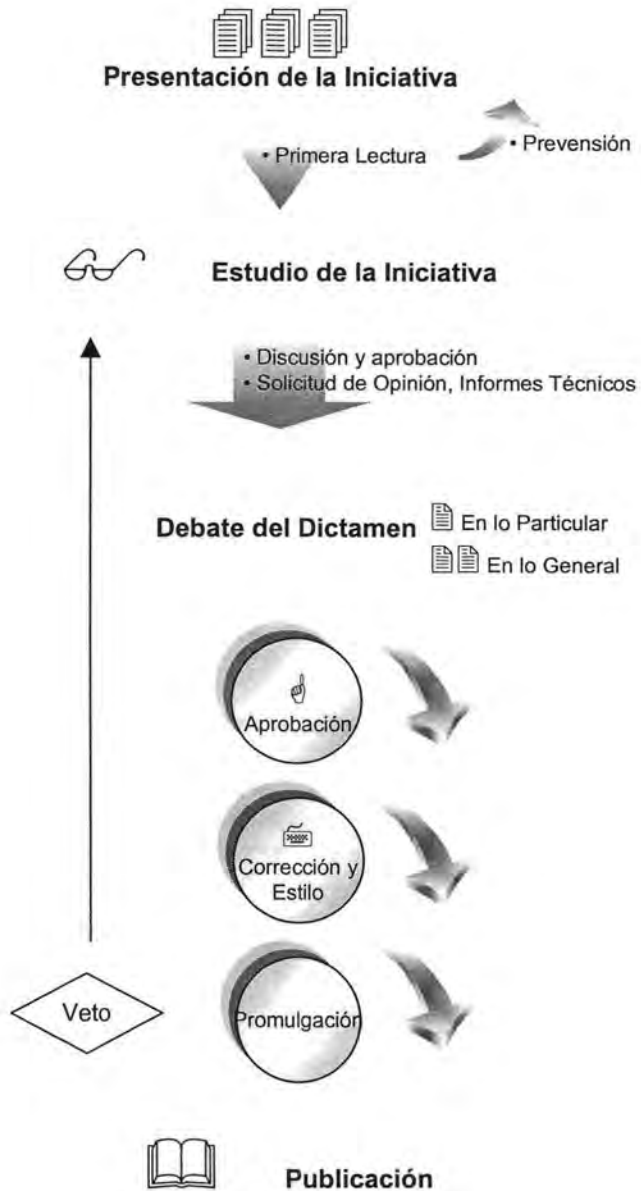 Presentación de la Iniciativa
• Primera Lectura
• Prevensión
Estudio de la Iniciativa
• Discusión y aprobación
• Solicitud de Opinión, Informes Técnicos
Debate del Dictamen
En lo Particular
En lo General
Aprobación
Corrección y
Estilo
Veto
Promulgación
Publicación